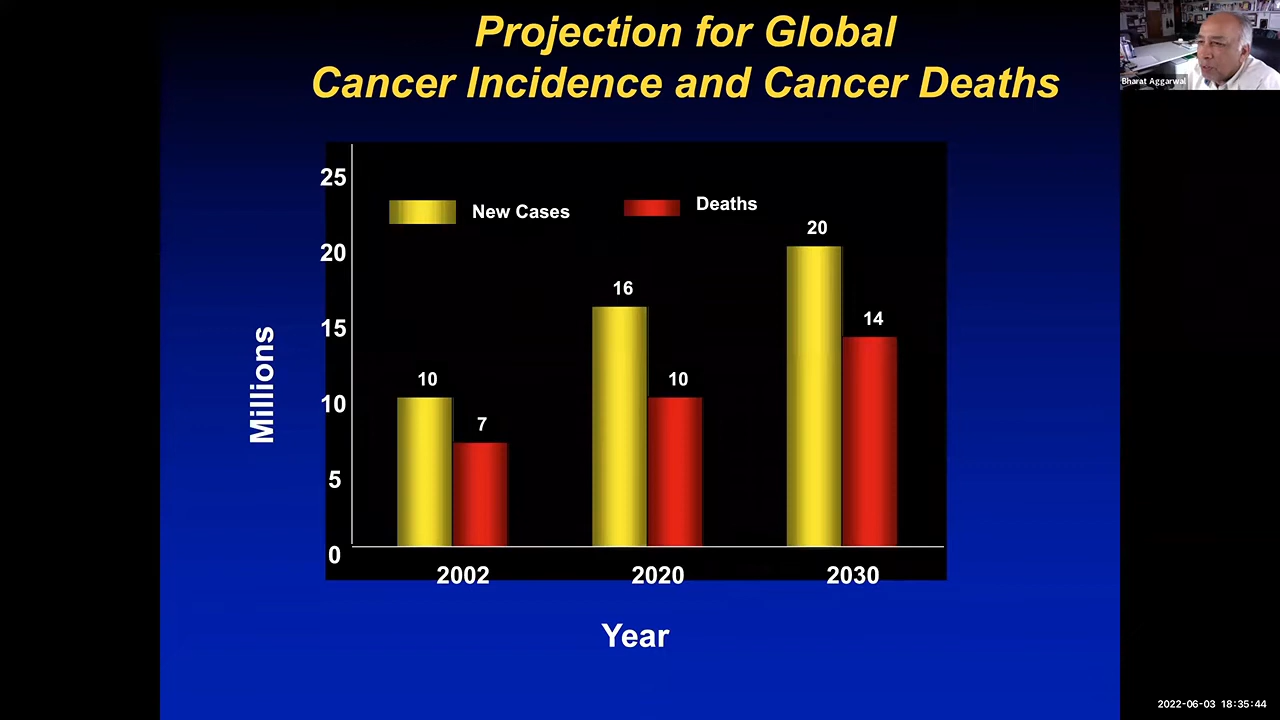 Projection for Global
Cancer Incidence and Cancer Deaths
Bharat Aggarwal
25
20
15
10
5
0
Millions
New Cases
Deaths
10
7
16
10
20
14
2002
2020
2030
Year
2022-06-03 18:35:44